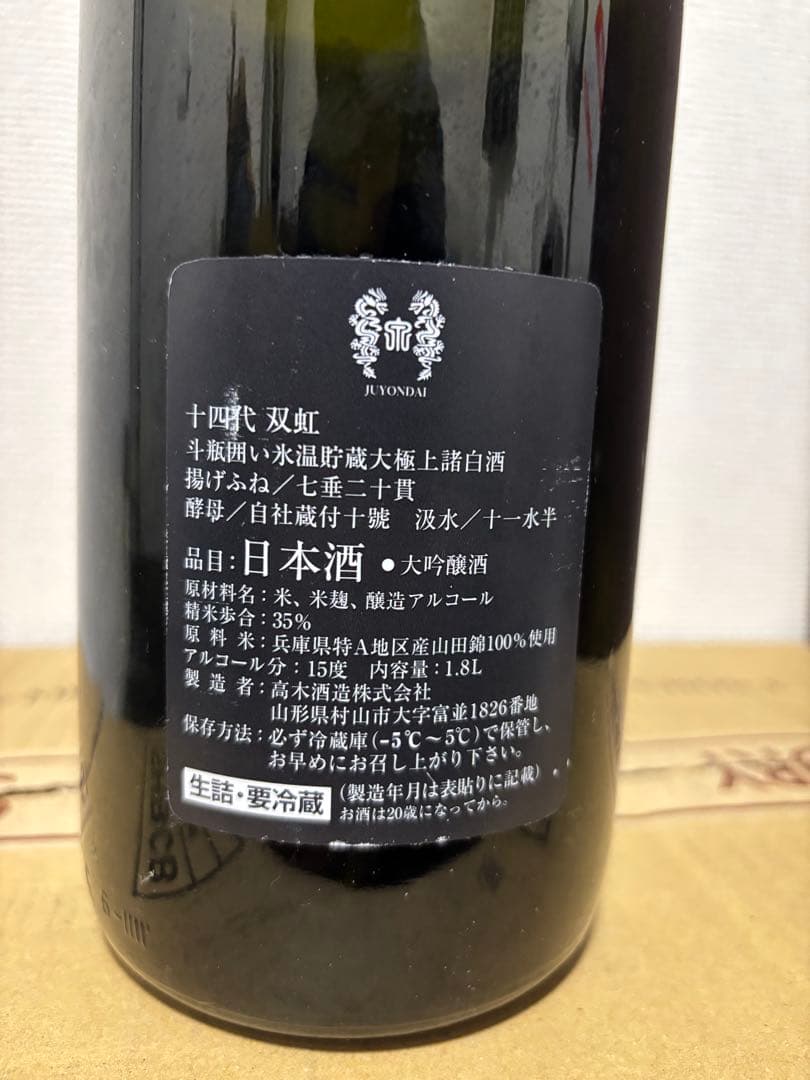 JUYONDAI
十四代 双虹
斗瓶囲い氷温貯蔵大極上諸白酒
揚げふね／七垂二十貫
酵母／自社蔵付十號 汲水／十一水半
品目：日本酒・大吟醸酒
原材料名：米、米麹、醸造アルコール
精米歩合：35%
原料米：兵庫県特A地区産山田錦100%使用
アルコール分：15度 内容量：1.8L
製造者：高木酒造株式会社
山形県村山市大字富並1826番地
保存方法：必ず冷蔵庫(-5℃～5℃)で保管し、
お早めにお召し上がり下さい。
生詰・要冷蔵 (製造年月は表貼りに記載)
お酒は20歳になってから。